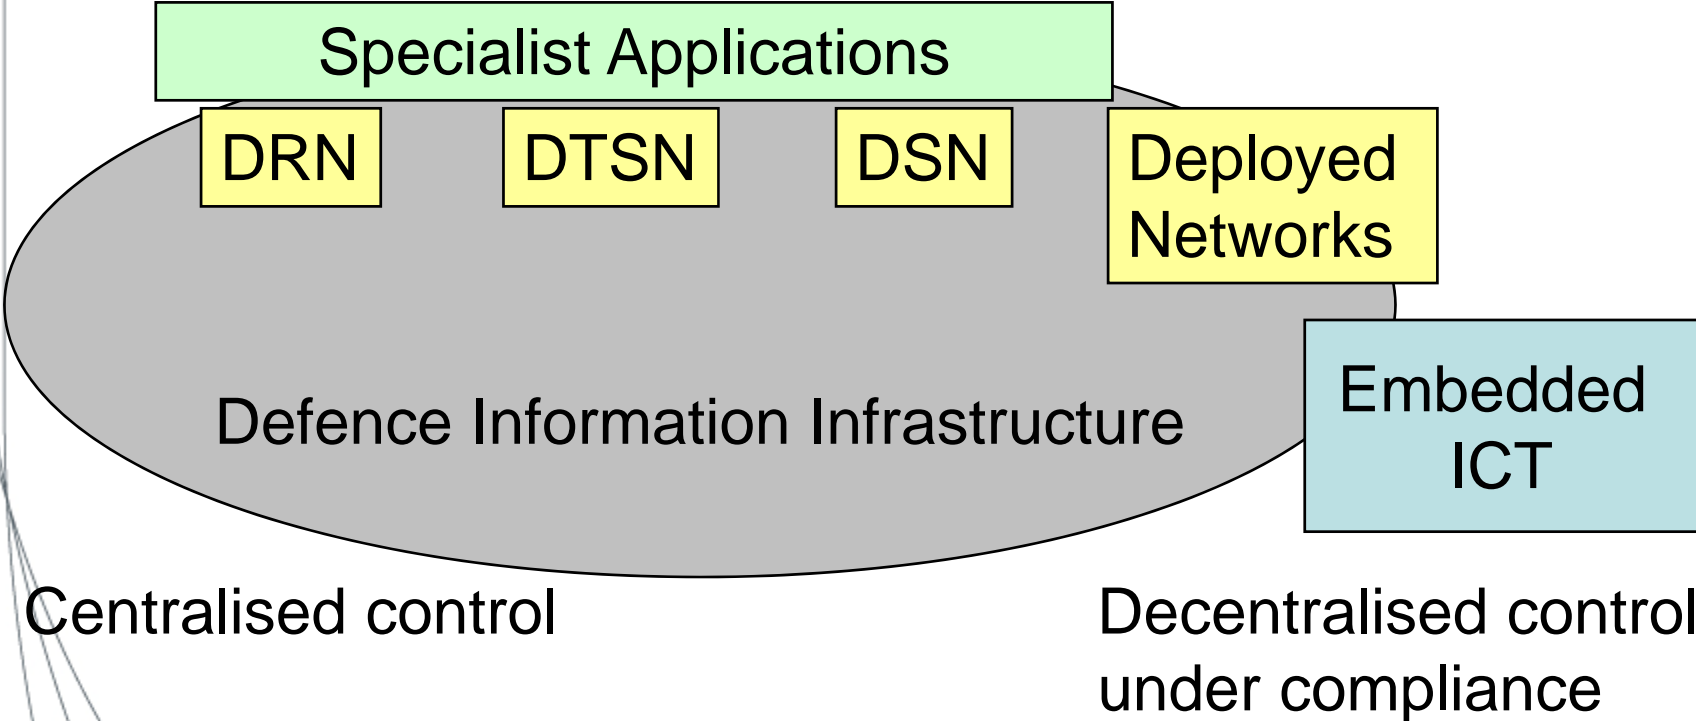 Specialist Applications
DRN
DTSN
DSN
Deployed
Networks
Defence Information Infrastructure
Embedded
ICT
Centralised control
Decentralised control
under compliance